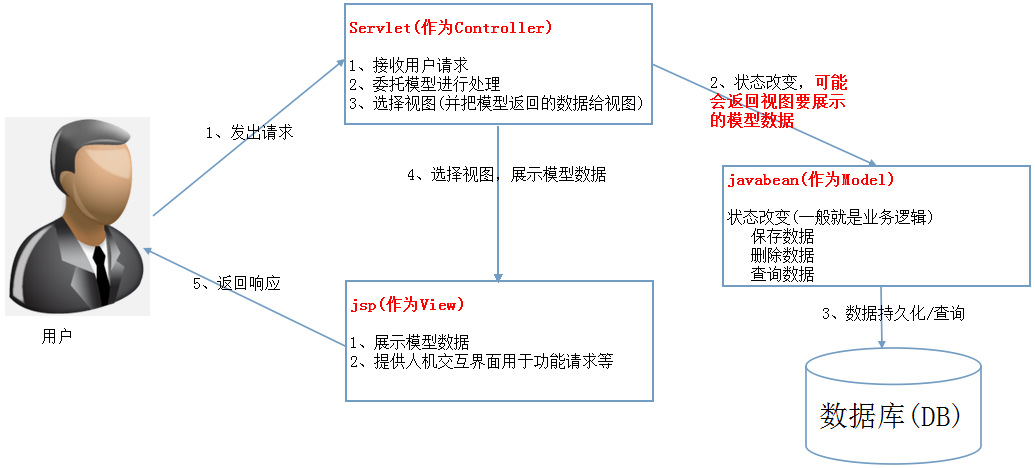 Servlet(作为Controller)
1、接收用户请求
2、委托模型进行处理
3、选择视图(并把模型返回的数据给视图)
1、发出请求
2、状态改变，可能
会返回视图要展示
的模型数据
4、选择视图，展示模型数据
javabean(作为Model)
状态改变(一般就是业务逻辑)
保存数据
删除数据
查询数据
5、返回响应
jsp(作为View)
1、展示模型数据
2、提供人机交互界面用于功能请求等
3、数据持久化/查询
用户
数据库(DB)